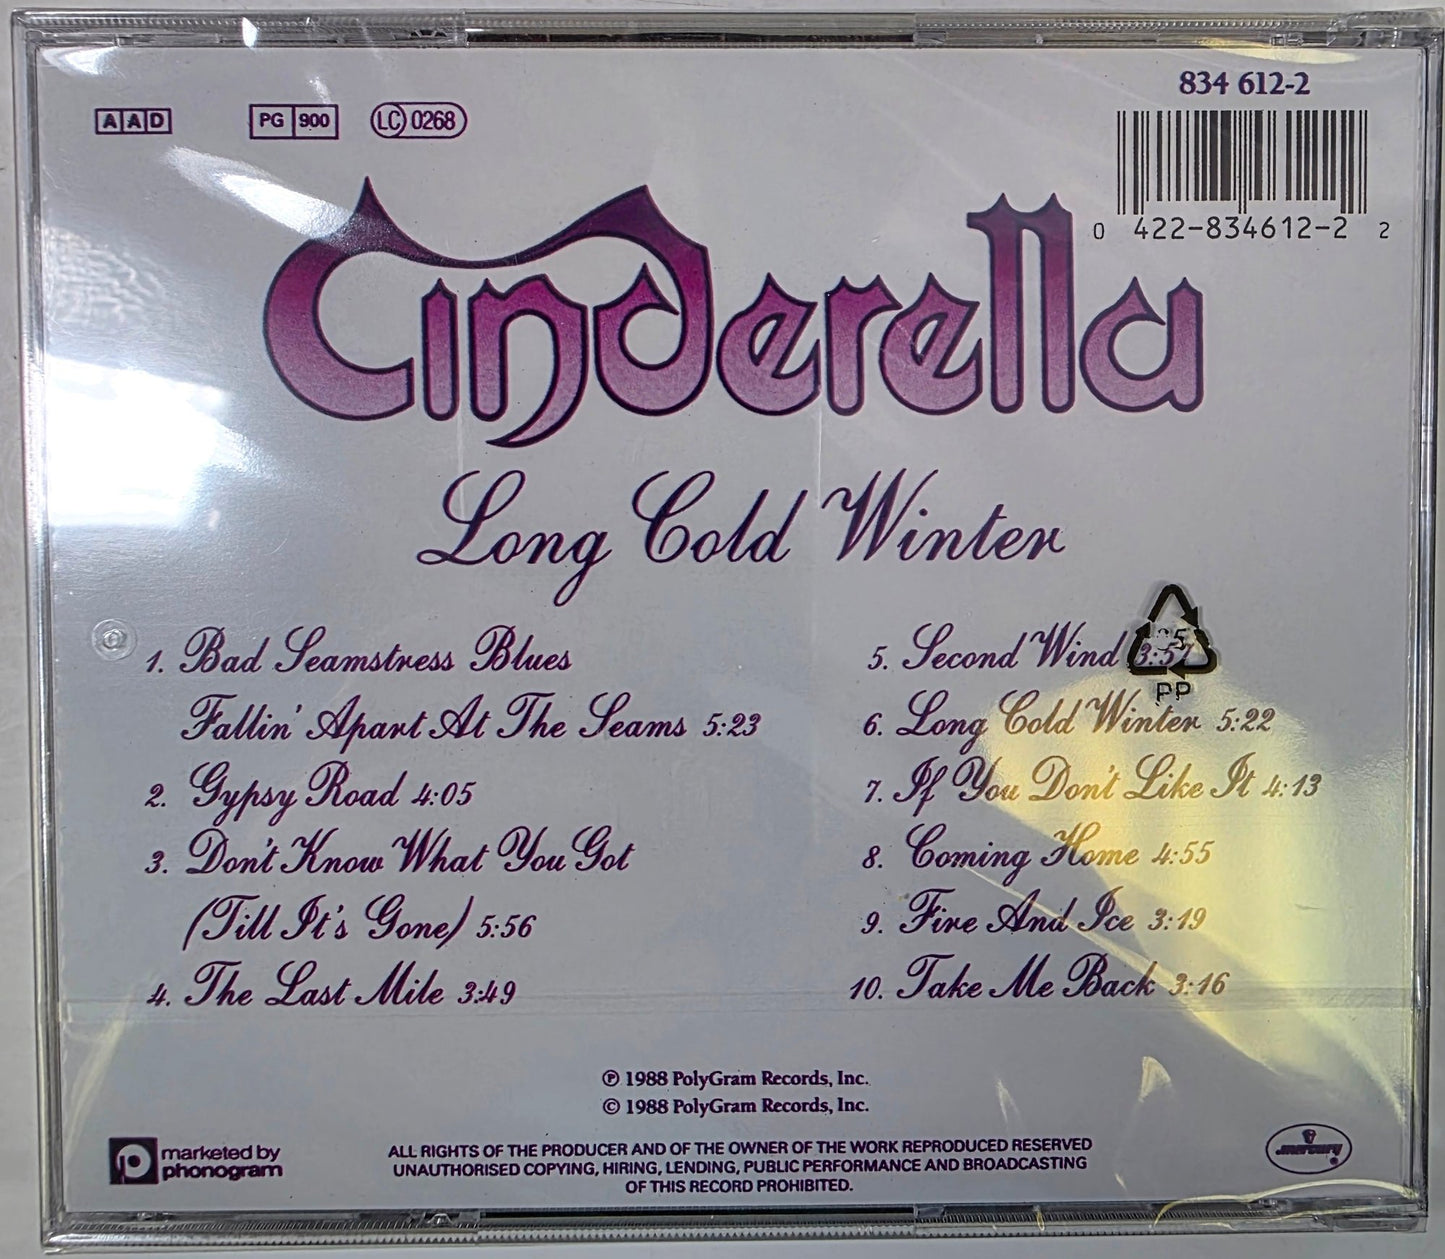 834 612-2
AAD
PG 900
LC 0268
0 422-834612-2 2
Cinderella
Long Cold Winter
1. Bad Seamstress Blues
Fallin' Apart At The Seams 5:23
2. Gypsy Road 4:05
3. Don't Know What You Got
(Till It's Gone) 5:56
4. The Last Mile 3:49
5. Second Wind
PP
6. Long Cold Winter 5:22
7. If You Don't Like It 4:13
8. Coming Home 4:55
9. Fire And Ice 3:19
10. Take Me Back 3:16
℗ 1988 PolyGram Records, Inc.
© 1988 PolyGram Records, Inc.
marketed by
phonogram
ALL RIGHTS OF THE PRODUCER AND OF THE OWNER OF THE WORK REPRODUCED RESERVED
UNAUTHORISED COPYING, HIRING, LENDING, PUBLIC PERFORMANCE AND BROADCASTING
OF THIS RECORD PROHIBITED.
mercury